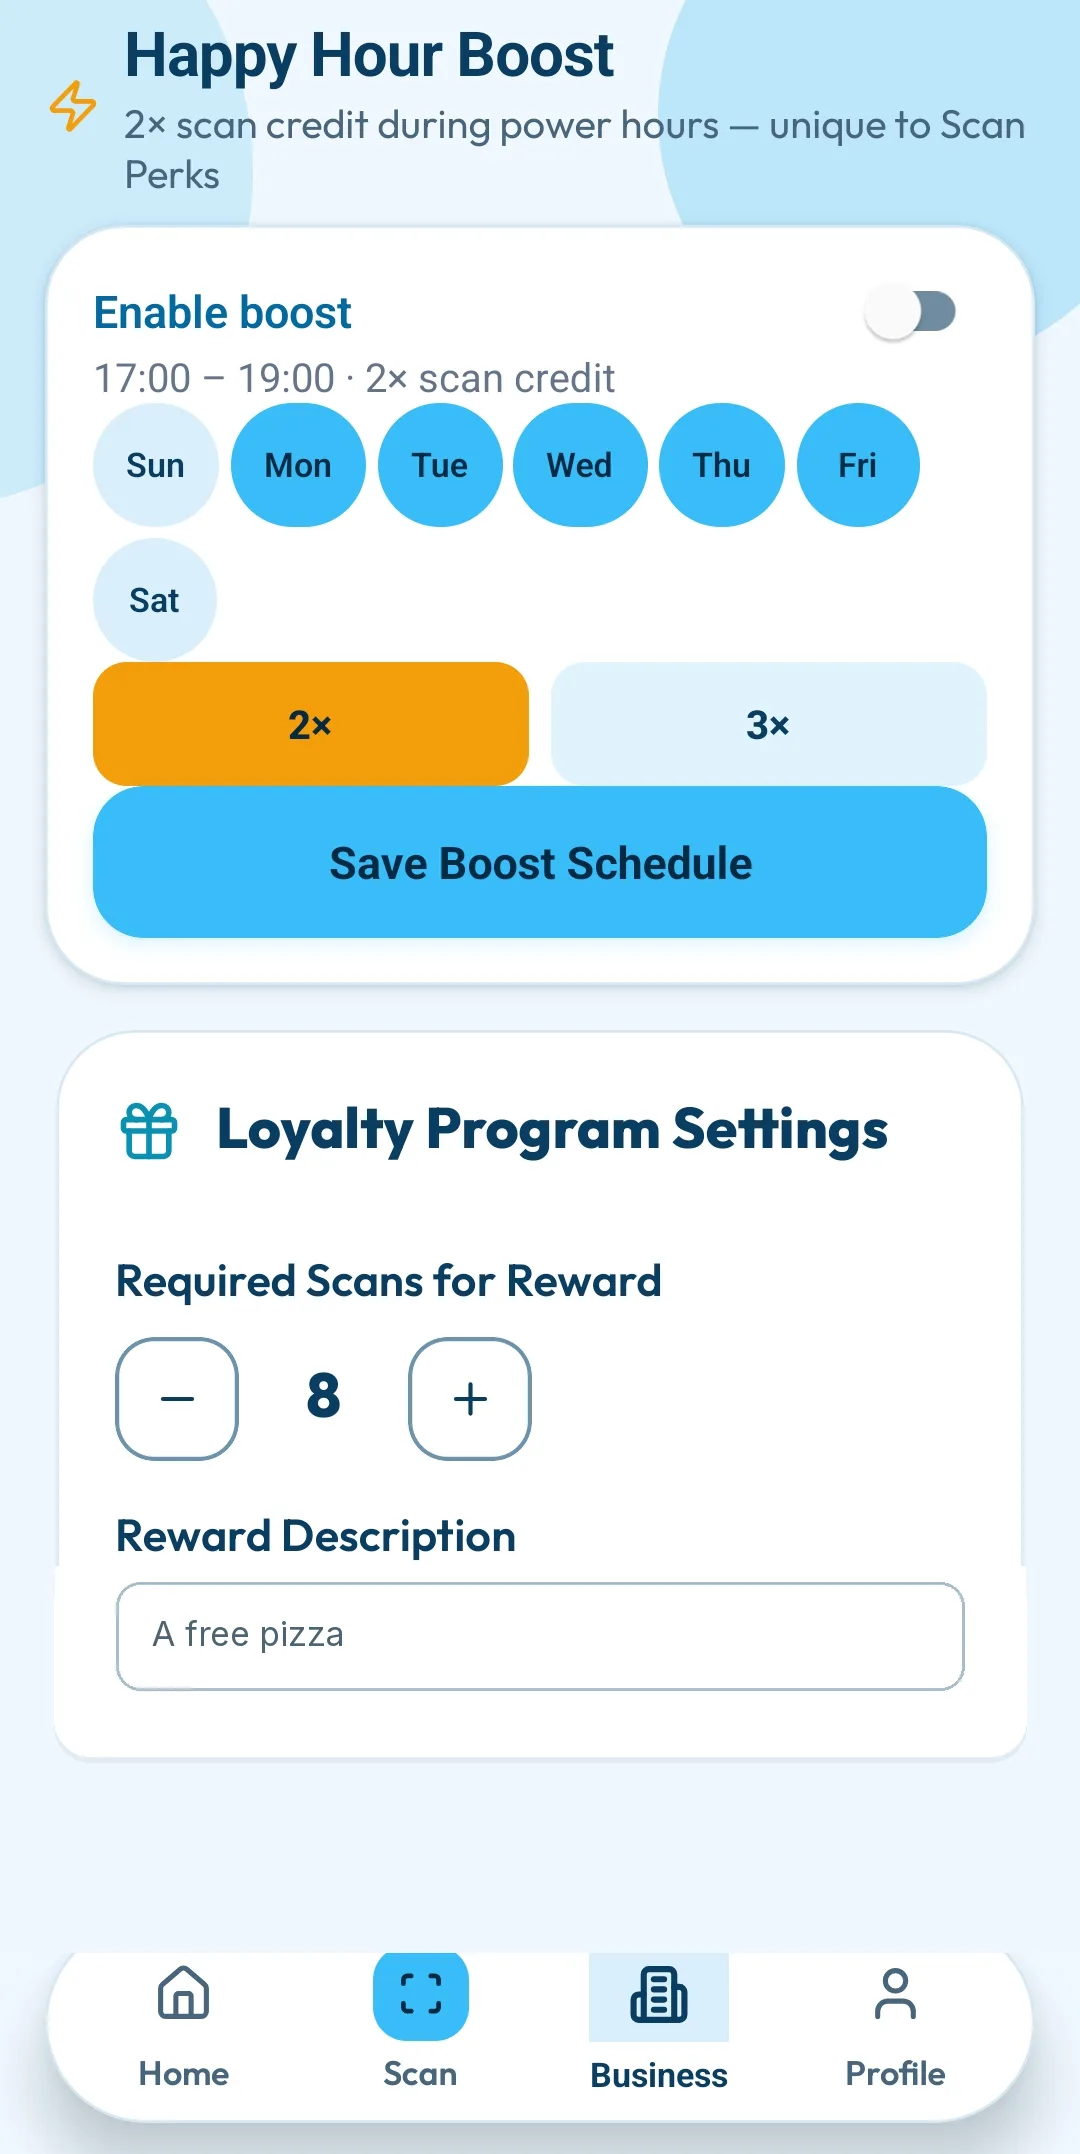 Happy Hour Boost
2× scan credit during power hours — unique to Scan
Perks
Enable boost
17:00 – 19:00 · 2× scan credit
Sun Mon Tue Wed Thu Fri
Sat
2× 3×
Save Boost Schedule
Loyalty Program Settings
Required Scans for Reward
− 8 +
Reward Description
A free pizza
Home Scan Business Profile